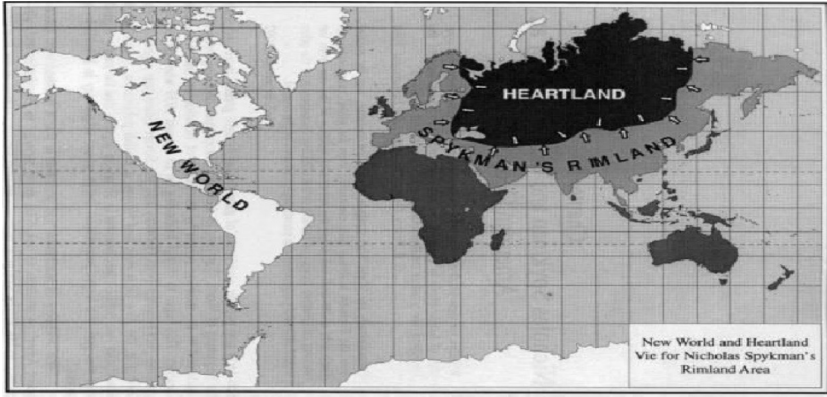 HEARTLAND
NEW WORLD
SPYKMAN'S RIMLAND
New World and Heartland
Vie for Nicholas Spykman's
Rimland Area